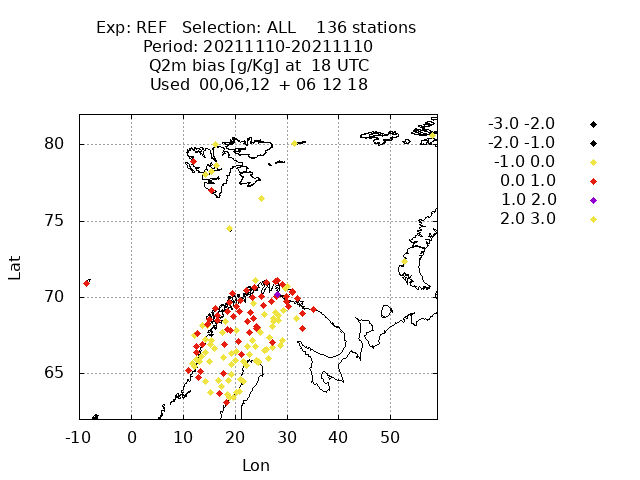 Exp: REF Selection: ALL 136 stations
Period: 20211110-20211110
Q2m bias [g/Kg] at 18 UTC
Used 00,06,12 + 06 12 18
-3.0 -2.0
-2.0 -1.0
-1.0 0.0
0.0 1.0
1.0 2.0
2.0 3.0
80
75
70
65
Lat
-10 0 10 20 30 40 50
Lon